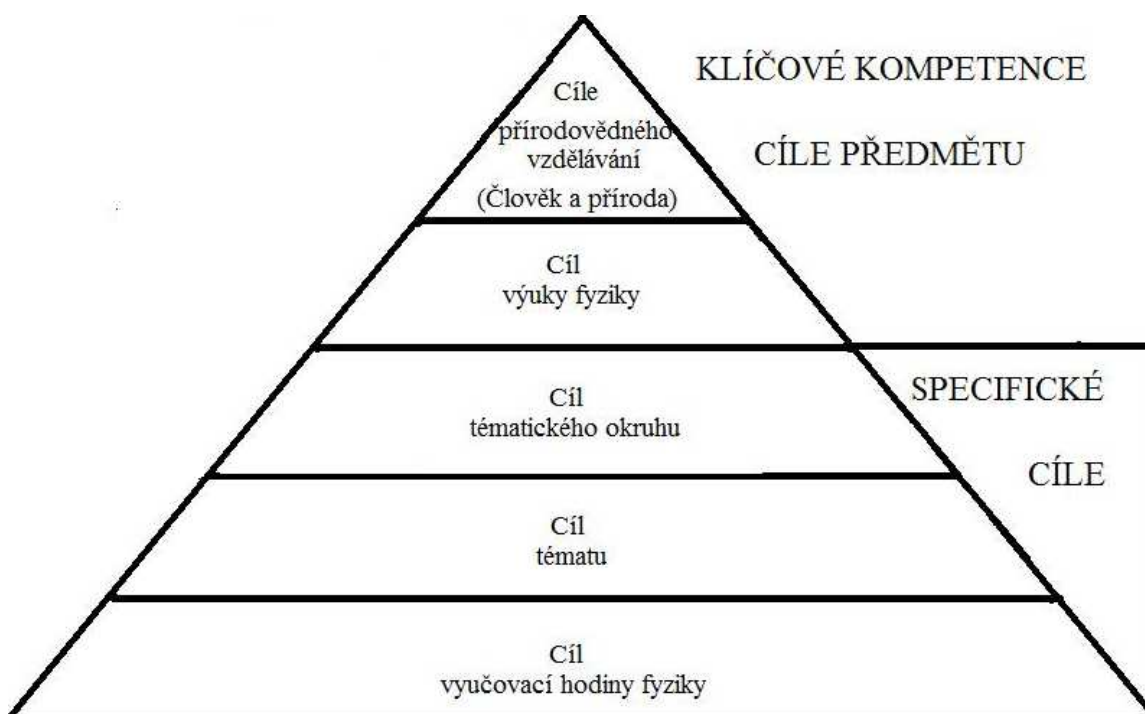 KLÍČOVÉ KOMPETENCE
CÍLE PŘEDMĚTU
Cíle
přírodovědného
vzdělávání
(Člověk a příroda)
Cíl
výuky fyziky
SPECIFICKÉ
CÍLE
Cíl
tématického okruhu
Cíl
tématu
Cíl
vyučovací hodiny fyziky